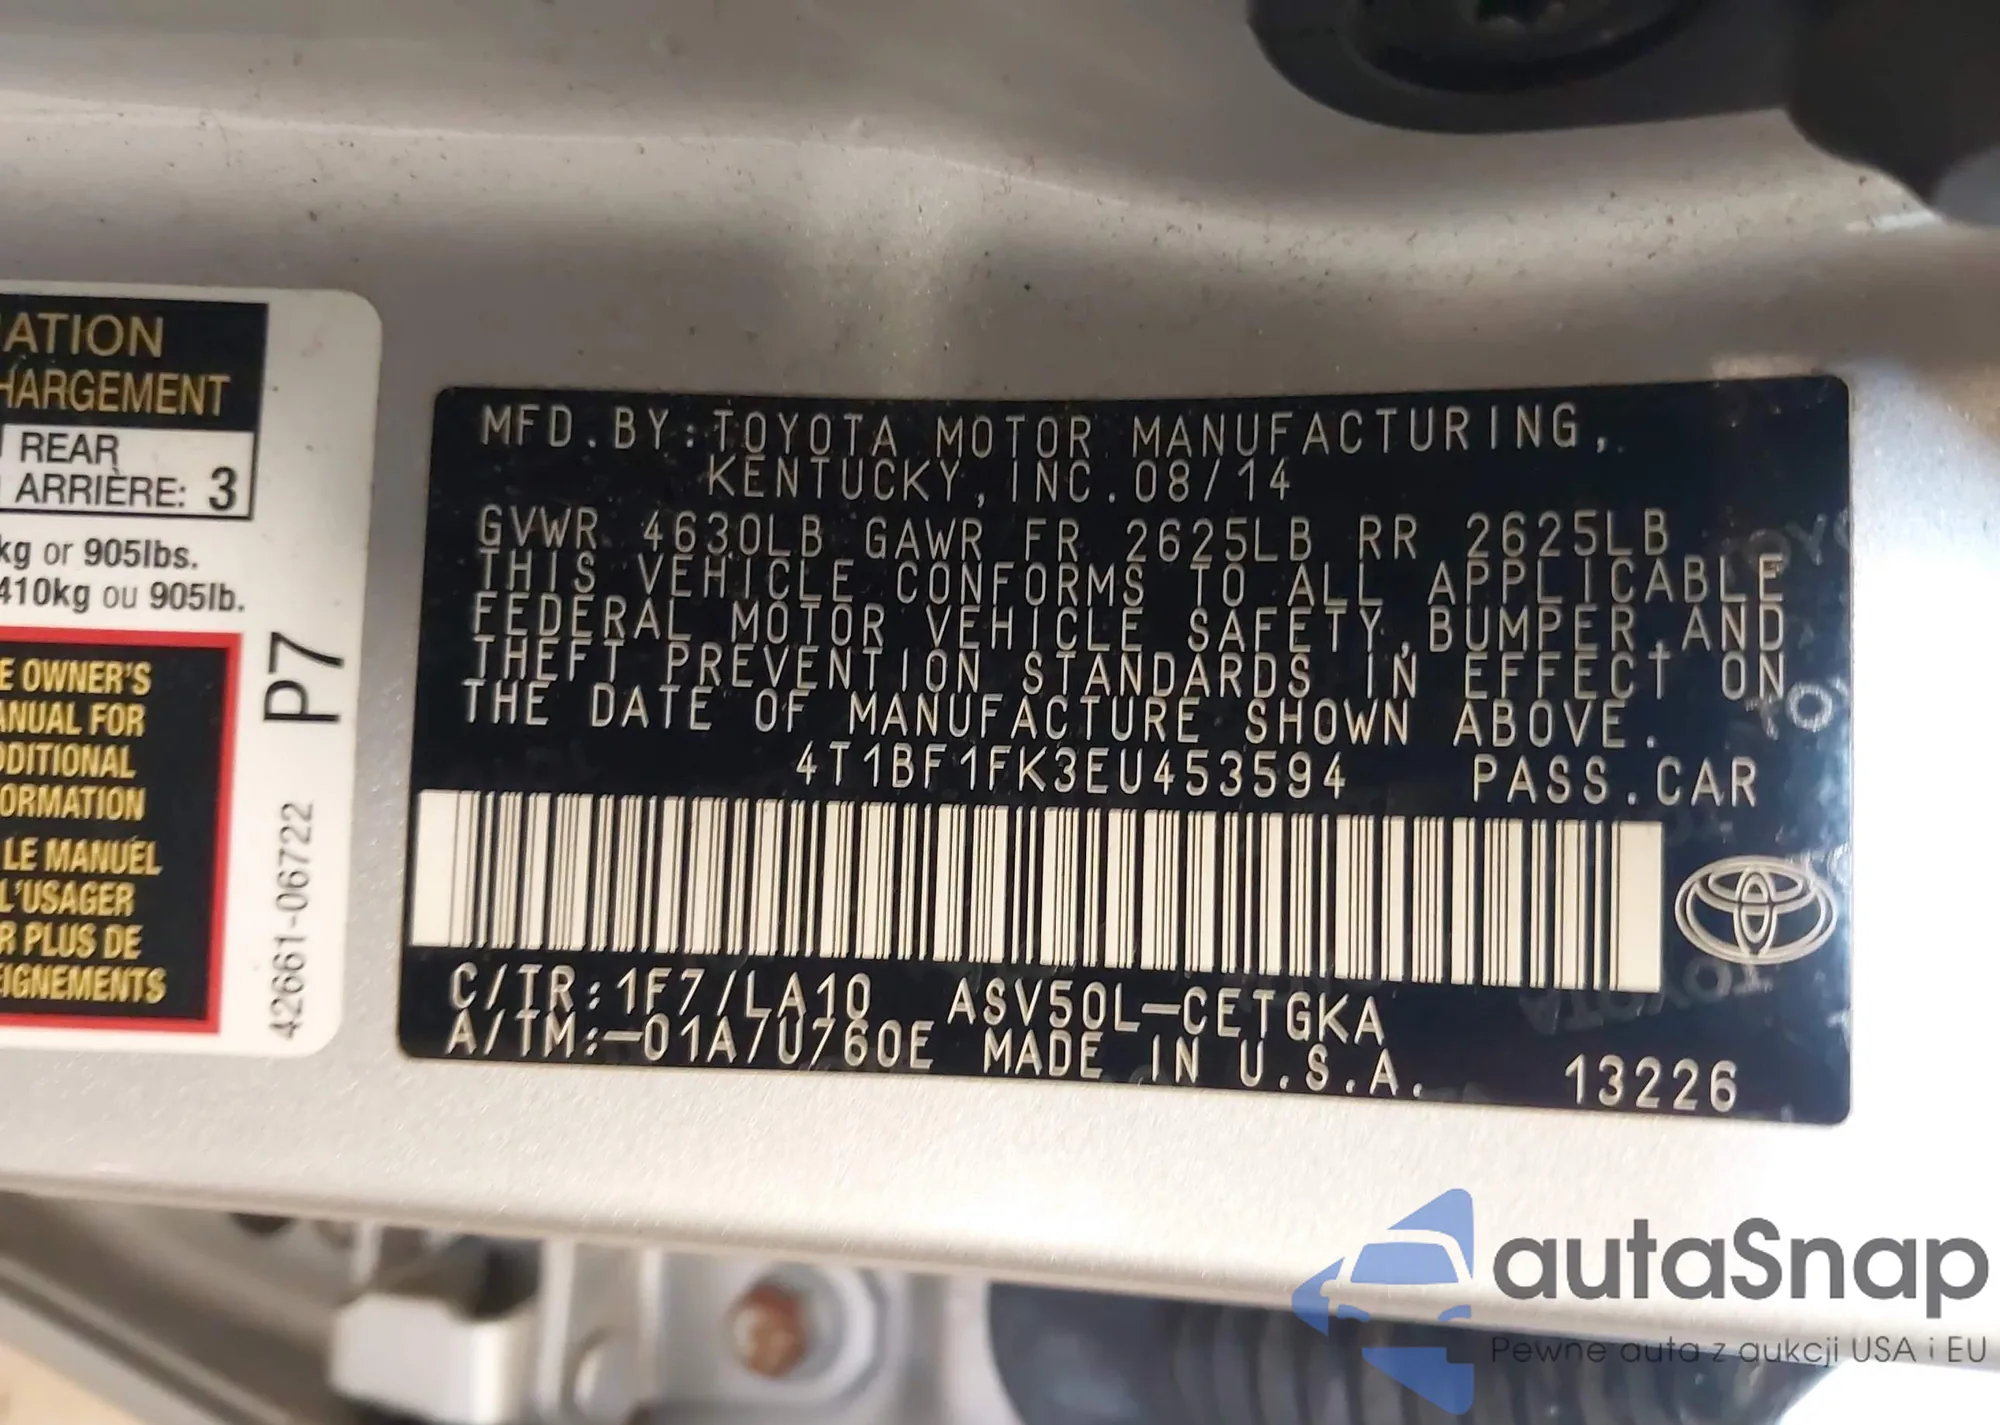 ATION
HARGEMENT
REAR
ARRIÈRE: 3
kg or 905lbs.
410kg ou 905lb.
E OWNER'S
ANUAL FOR
DDITIONAL
ORMATION
LE MANUEL
L'USAGER
R PLUS DE
EIGNEMENTS
P7
42661-06722
MFD.BY:TOYOTA MOTOR MANUFACTURING,
KENTUCKY, INC.08/14
GVWR 4630LB GAWR FR 2625LB RR 2625LB
THIS VEHICLE CONFORMS TO ALL APPLICABLE
FEDERAL MOTOR VEHICLE SAFETY,BUMPER,AND
THEFT PREVENTION STANDARDS IN EFFECT ON
THE DATE OF MANUFACTURE SHOWN ABOVE.
4T1BF1FK3EU453594 PASS.CAR
C/TR:1F7/LA10 ASV50L-CETGKA
A/TM:-01A/U760E MADE IN U.S.A. 13226
autaSnap
Pewne auta z aukcji USA i EU